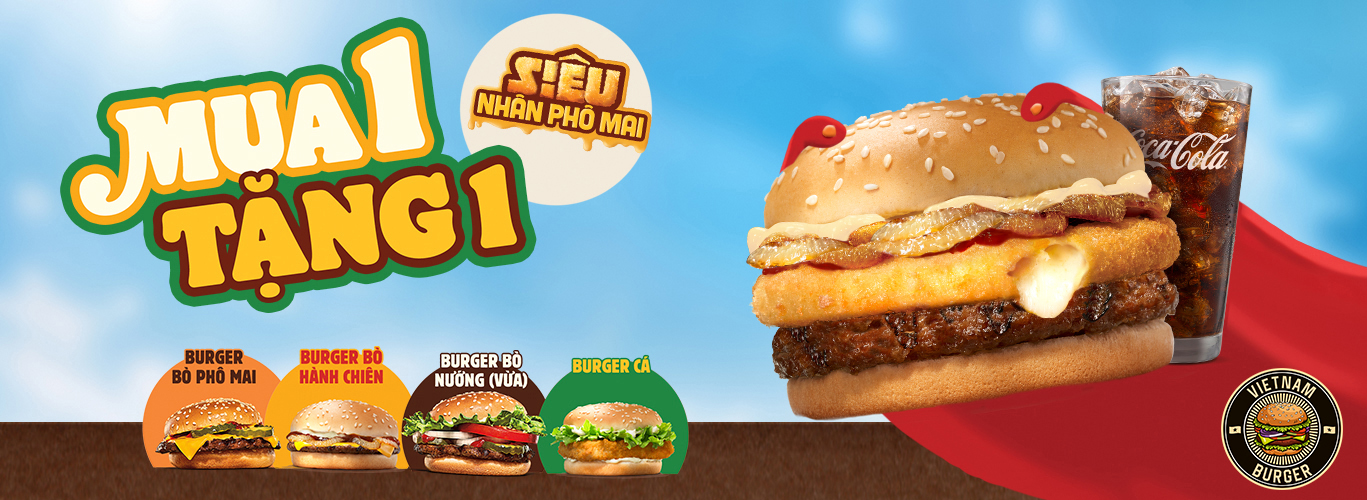 MUA 1
TẶNG 1
SIÊU
NHÂN PHÔ MAI
Coca-Cola
BURGER
BÒ PHÔ MAI
BURGER BÒ
HÀNH CHIÊN
BURGER BÒ
NƯỚNG (VỪA)
BURGER CÁ
VIETNAM
BURGER